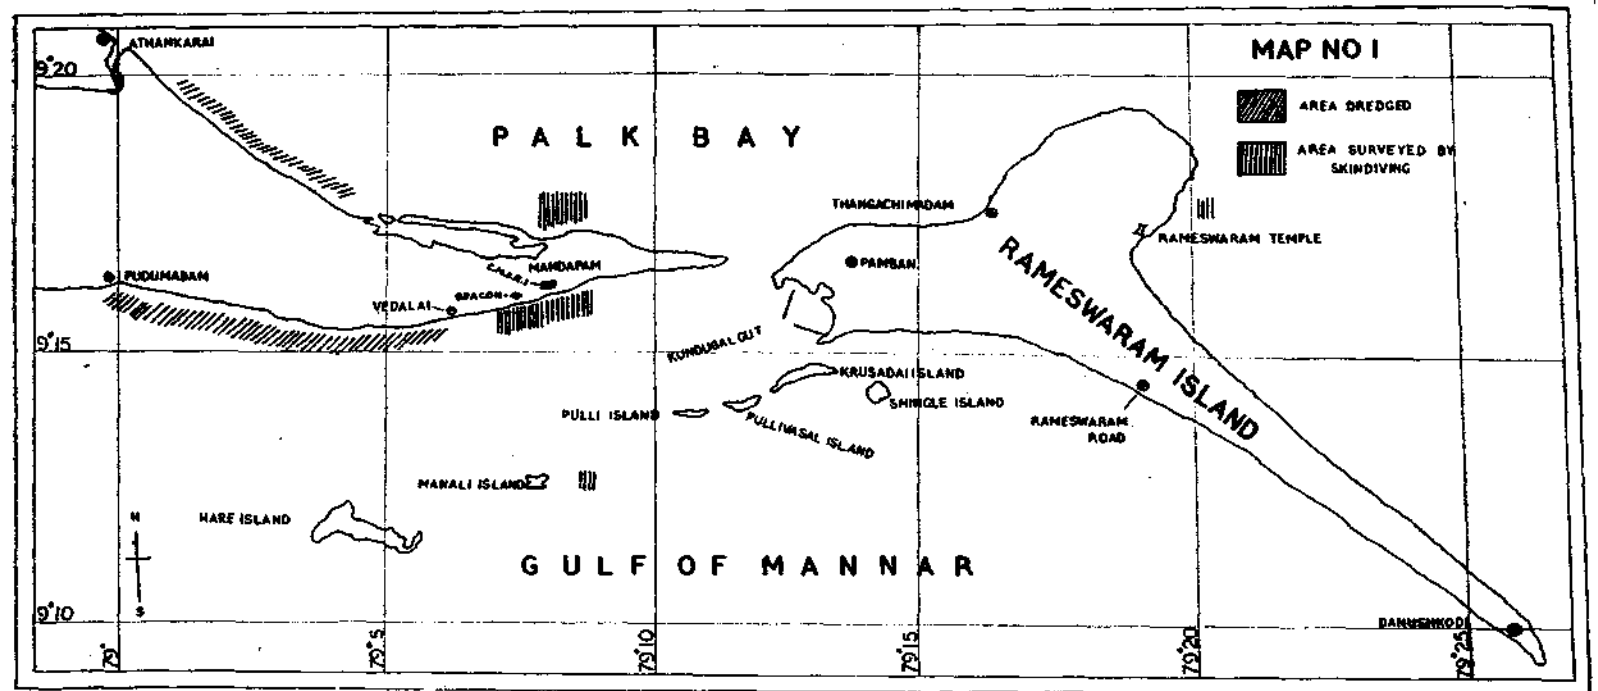 MAP NO 1
AREA DREDGED
AREA SURVEYED BY
SKINDIVING
ATHANKARAI
9°20
PALK BAY
THANGACHIMADAM
RAMESWARAM TEMPLE
PAMBAN
RAMESWARAM ISLAND
PUDUMADAM
C.M.F.R.I
MANDAPAM
BEACON
VEDALAI
9°15
KUNDUGAL GUT
KRUSADAI ISLAND
SHINGLE ISLAND
PULLI ISLAND
PULLIVASAL ISLAND
RAMESWARAM
ROAD
MANALI ISLAND
HARE ISLAND
N
S
GULF OF MANNAR
9°10
DANUSHKODI
79°
79°5
79°10
79°15
79°20
79°25